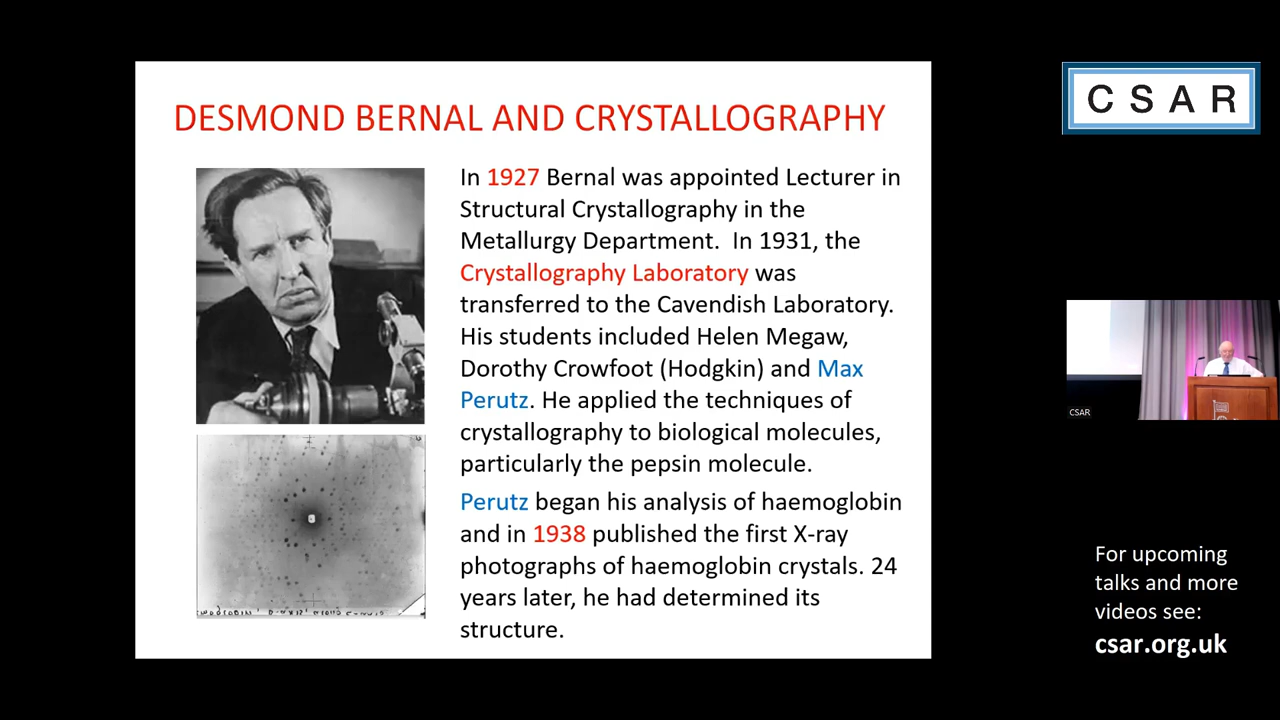 DESMOND BERNAL AND CRYSTALLOGRAPHY
In 1927 Bernal was appointed Lecturer in
Structural Crystallography in the
Metallurgy Department. In 1931, the
Crystallography Laboratory was
transferred to the Cavendish Laboratory.
His students included Helen Megaw,
Dorothy Crowfoot (Hodgkin) and Max
Perutz. He applied the techniques of
crystallography to biological molecules,
particularly the pepsin molecule.
Perutz began his analysis of haemoglobin
and in 1938 published the first X-ray
photographs of haemoglobin crystals. 24
years later, he had determined its
structure.
CSAR
CSAR
For upcoming
talks and more
videos see:
csar.org.uk